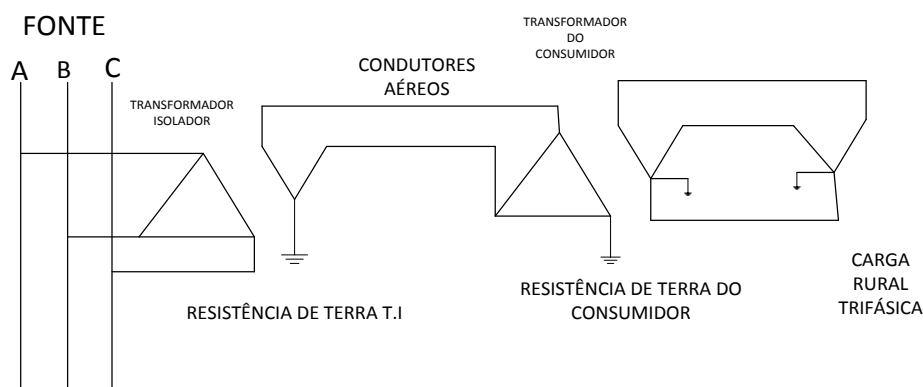 FONTE
A B C
TRANSFORMADOR
ISOLADOR
CONDUTORES
AÉREOS
TRANSFORMADOR
DO
CONSUMIDOR
RESISTÊNCIA DE TERRA T.I
RESISTÊNCIA DE TERRA DO
CONSUMIDOR
CARGA
RURAL
TRIFÁSICA